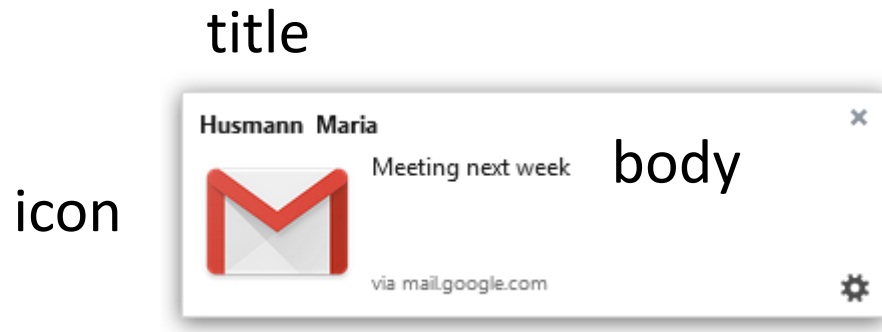 title
Husmann Maria
Meeting next week
body
icon
via mail.google.com